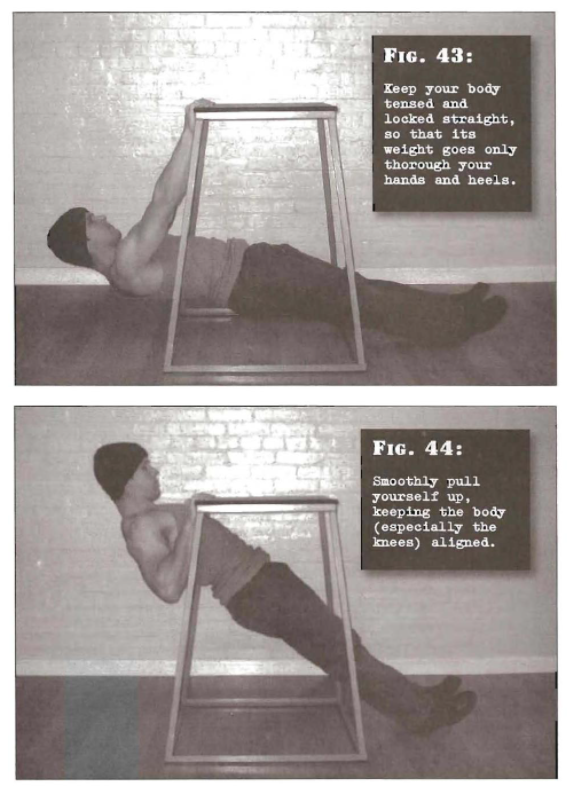 FIG. 43:
Keep your body
tensed and
locked straight,
so that its
weight goes only
thorough your
hands and heels.
FIG. 44:
Smoothly pull
yourself up,
keeping the body
(especially the
knees) aligned.